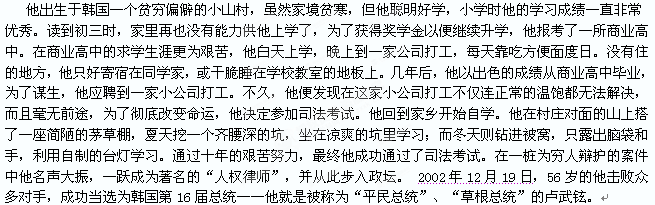 他出生于韩国一个贫穷偏僻的小山村，虽然家境贫寒，但他聪明好学，小学时他的学习成绩一直非常
优秀。读到初三时，家里再也没有能力供他上学了，为了获得奖学金以便继续升学，他报考了一所商业高
中。在商业高中的求学生涯更为艰苦，他白天上学，晚上到一家公司打工，每天靠吃方便面度日。没有住
的地方，他只好寄宿在同学家，或干脆睡在学校教室的地板上。几年后，他以出色的成绩从商业高中毕业，
为了谋生，他应聘到一家小公司打工。不久，他便发现在这家小公司打工不仅连正常的温饱都无法解决，
而且毫无前途，为了彻底改变命运，他决定参加司法考试。他回到家乡开始自学。他在村庄对面的山上搭
了一座简陋的茅草棚，夏天挖一个齐腰深的坑，坐在凉爽的坑里学习；而冬天则钻进被窝，只露出脑袋和
手，利用自制的台灯学习。通过十年的艰苦努力，最终他成功通过了司法考试。在一桩为穷人辩护的案件
中他名声大振，一跃成为著名的“人权律师”，并从此步入政坛。 2002年12月19日，56岁的他击败众
多对手，成功当选为韩国第16届总统——他就是被称为“平民总统”、“草根总统”的卢武铉。